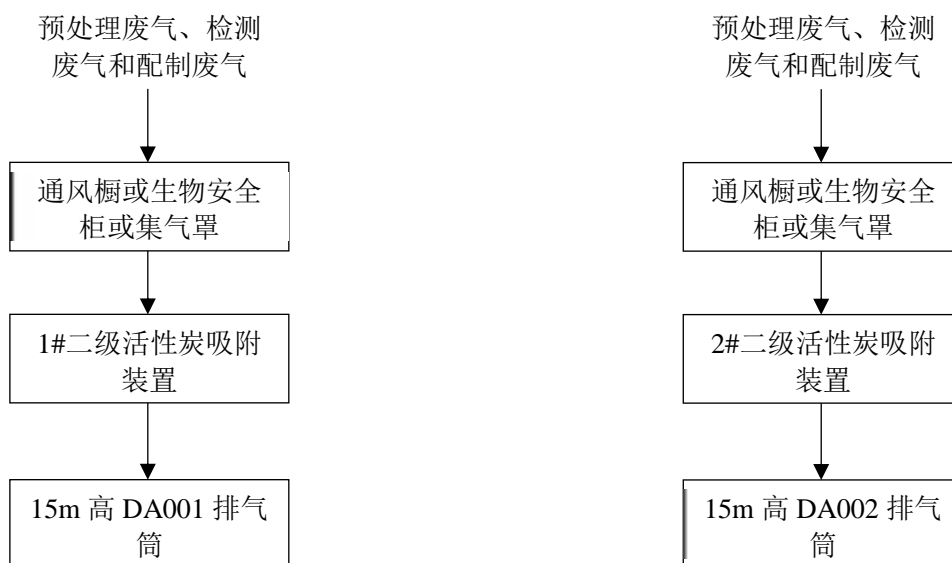 预处理废气、检测
废气和配制废气
通风橱或生物安全
柜或集气罩
1#二级活性炭吸附
装置
15m 高 DA001 排气
筒
预处理废气、检测
废气和配制废气
通风橱或生物安全
柜或集气罩
2#二级活性炭吸附
装置
15m 高 DA002 排气
筒